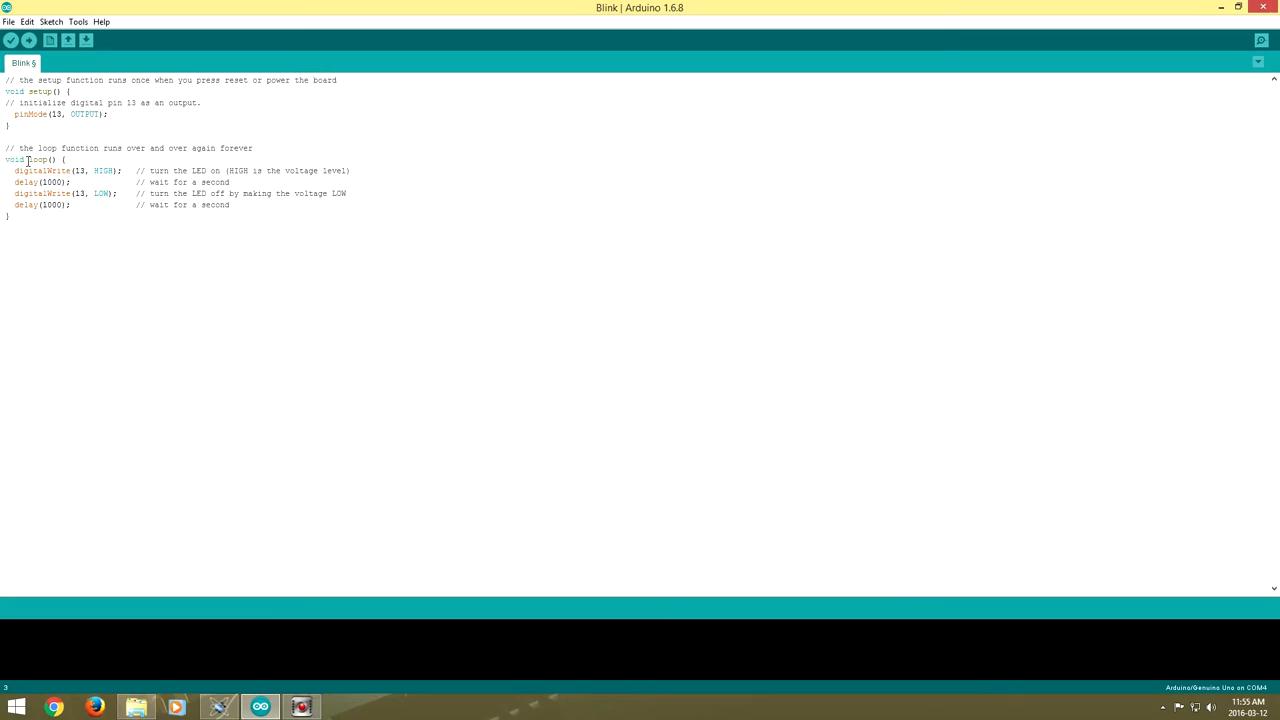 Blink | Arduino 1.6.8
File Edit Sketch Tools Help
Blink §
// the setup function runs once when you press reset or power the board
void setup() {
// initialize digital pin 13 as an output.
  pinMode(13, OUTPUT);
}
// the loop function runs over and over again forever
void loop() {
  digitalWrite(13, HIGH);   // turn the LED on (HIGH is the voltage level)
  delay(1000);              // wait for a second
  digitalWrite(13, LOW);    // turn the LED off by making the voltage LOW
  delay(1000);              // wait for a second
}
3 Arduino/Genuino Uno on COM4
11:55 AM
2016-03-12